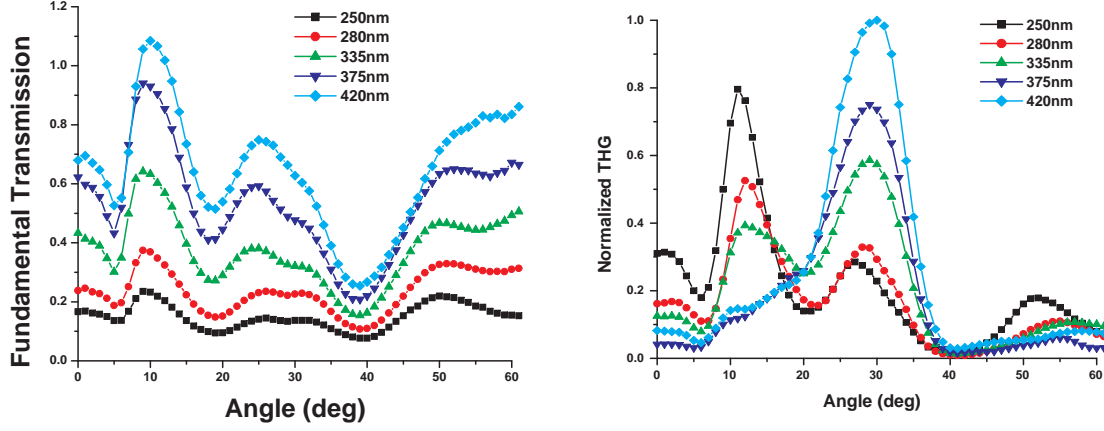 Fundamental Transmission
1.2
1.0
0.8
0.6
0.4
0.2
0.0
0 10 20 30 40 50 60
Angle (deg)
250nm
280nm
335nm
375nm
420nm
Normalized THG
1.0
0.8
0.6
0.4
0.2
0.0
0 10 20 30 40 50 60
Angle (deg)
250nm
280nm
335nm
375nm
420nm